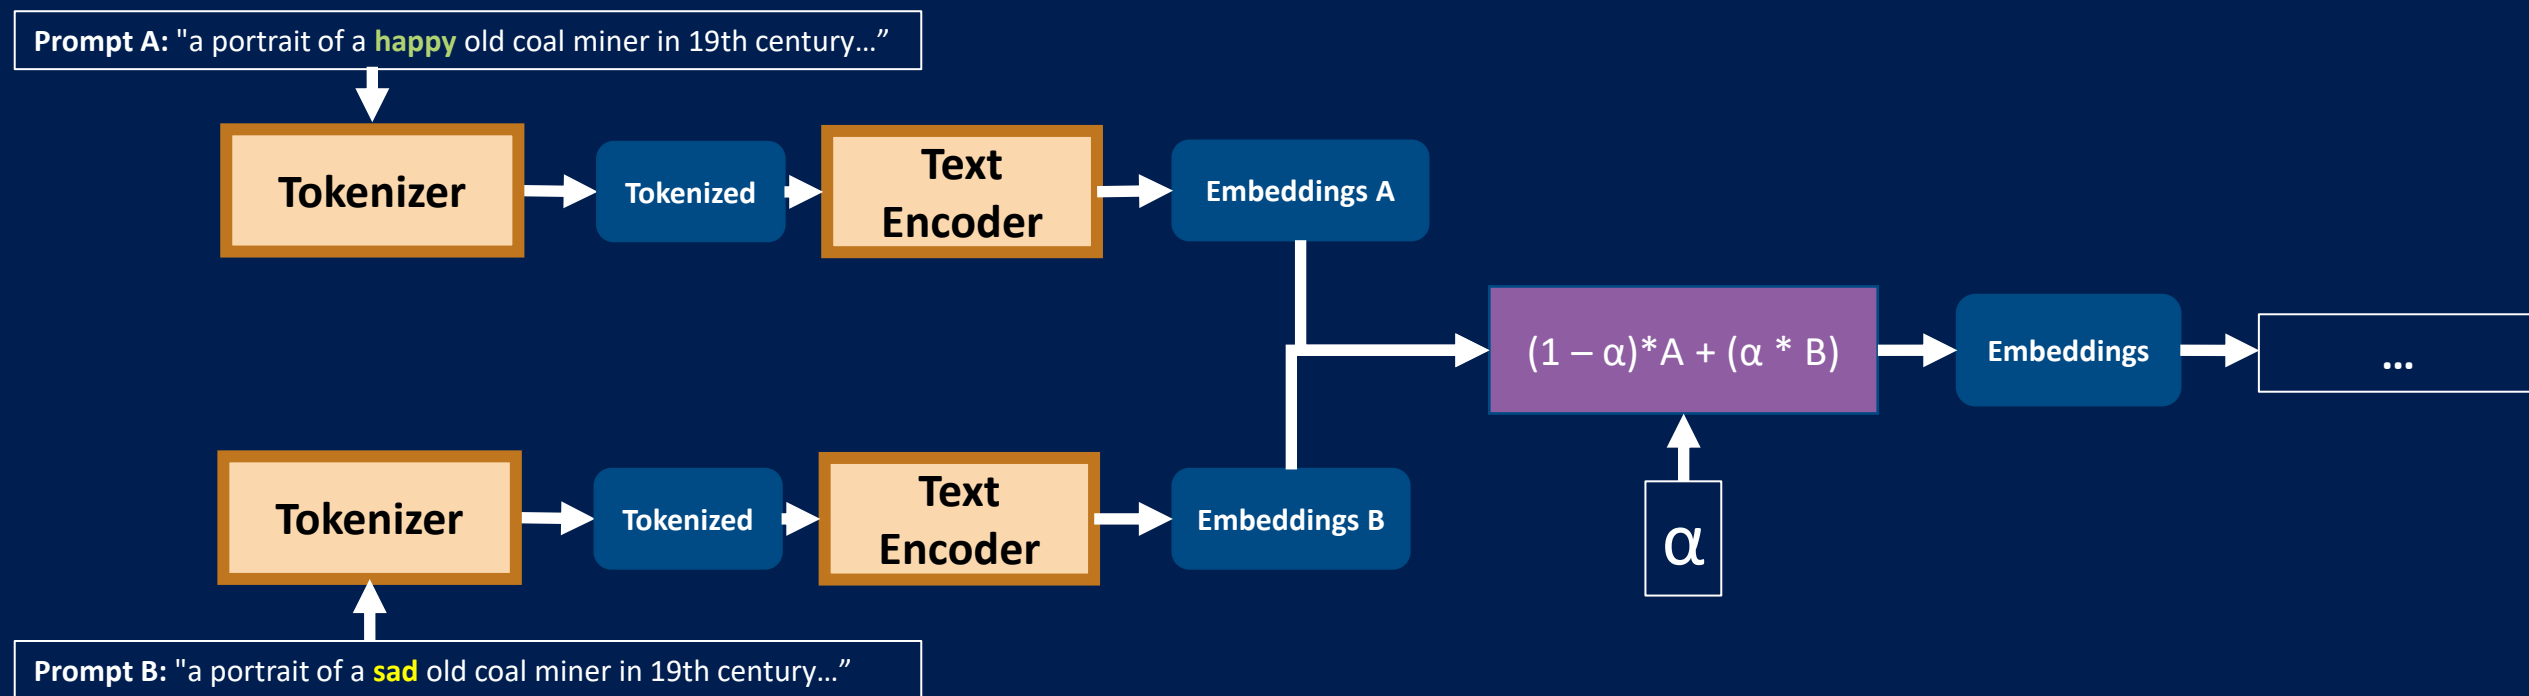 Prompt A: "a portrait of a happy old coal miner in 19th century…”
Tokenizer
Tokenized
Text
Encoder
Embeddings A
(1 – α)*A + (α * B)
Embeddings
…
α
Tokenizer
Tokenized
Text
Encoder
Embeddings B
Prompt B: "a portrait of a sad old coal miner in 19th century…”